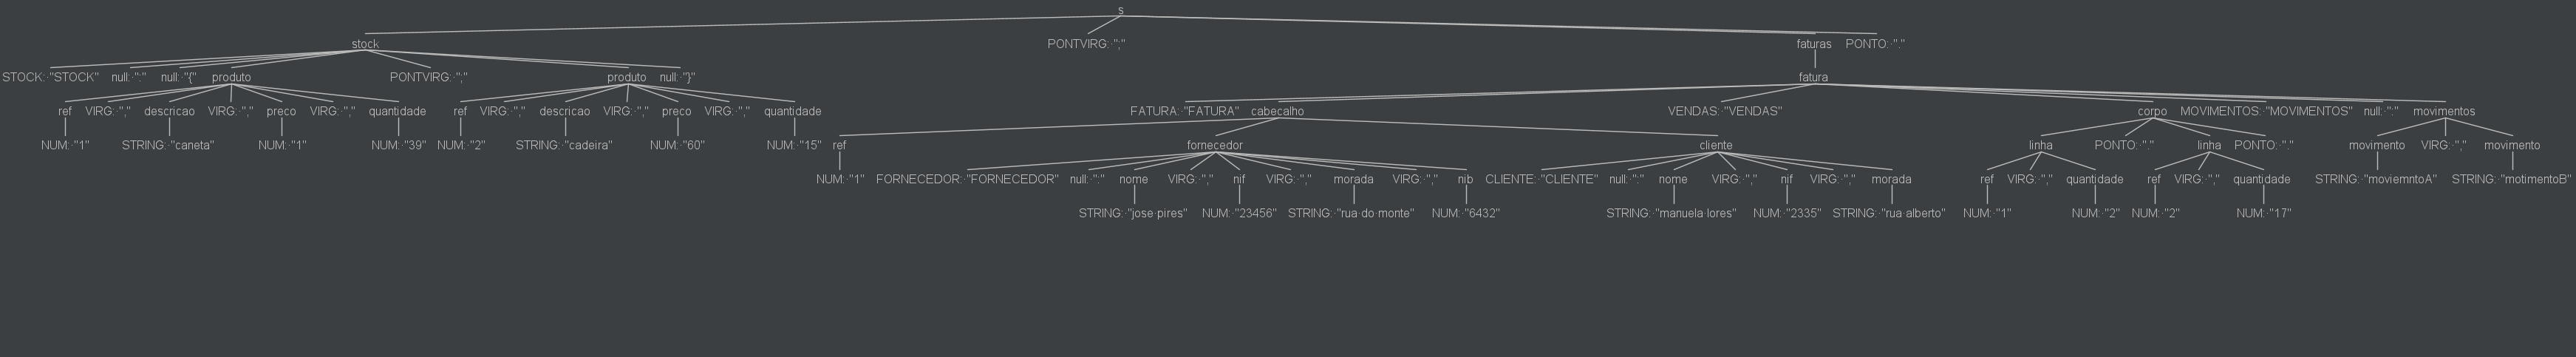 s
stock PONTVIRG:·";" faturas PONTO:·"."
STOCK:·"STOCK" null:·":" null:·"{" produto PONTVIRG:·";" produto null:·"}" fatura
ref VIRG:·"," descricao VIRG:·"," preco VIRG:·"," quantidade ref VIRG:·"," descricao VIRG:·"," preco VIRG:·"," quantidade FATURA:·"FATURA" cabecalho VENDAS:·"VENDAS" corpo MOVIMENTOS:·"MOVIMENTOS" null:·":" movimentos
NUM:·"1" STRING:·"caneta" NUM:·"1" NUM:·"39" NUM:·"2" STRING:·"cadeira" NUM:·"60" NUM:·"15" ref fornecedor cliente linha PONTO:·"." linha PONTO:·"." movimento VIRG:·"," movimento
NUM:·"1" FORNECEDOR:·"FORNECEDOR" null:·":" nome VIRG:·"," nif VIRG:·"," morada VIRG:·"," nib CLIENTE:·"CLIENTE" null:·":" nome VIRG:·"," nif VIRG:·"," morada ref VIRG:·"," quantidade ref VIRG:·"," quantidade STRING:·"moviemntoA" STRING:·"motimentoB"
STRING:·"jose·pires" NUM:·"23456" STRING:·"rua·do·monte" NUM:·"6432" STRING:·"manuela·lores" NUM:·"2335" STRING:·"rua·alberto" NUM:·"1" NUM:·"2" NUM:·"2" NUM:·"17"